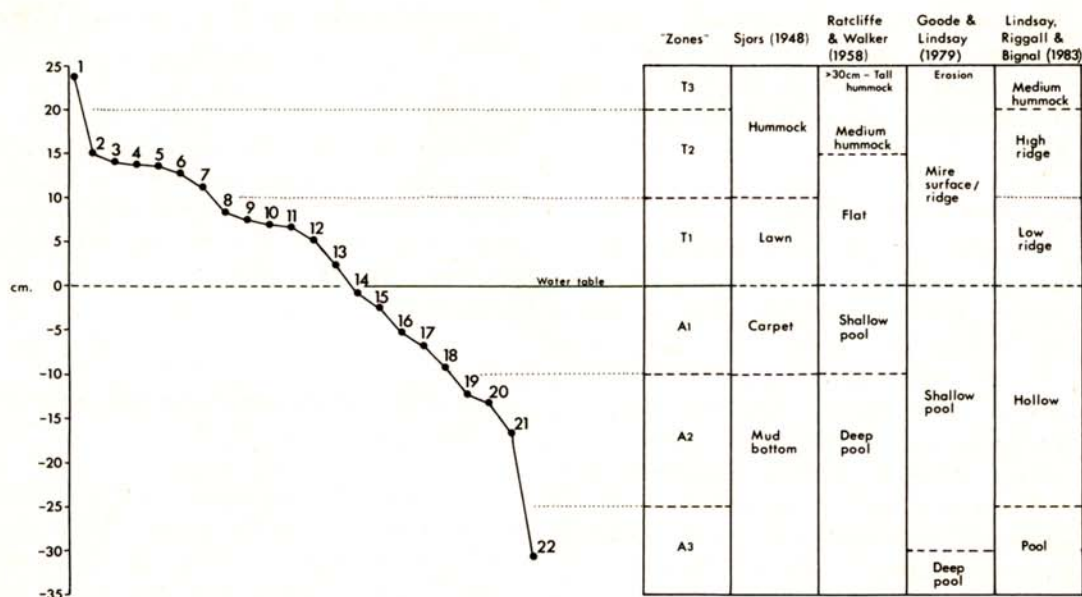 "Zones"
Sjors (1948)
Ratcliffe
& Walker
(1958)
Goode &
Lindsay
(1979)
Lindsay,
Riggall &
Bignal (1983)
25
20
15
10
5
cm.
0
-5
-10
-15
-20
-25
-30
-35
1
2
3
4
5
6
7
8
9
10
11
12
13
14
15
16
17
18
19
20
21
22
Water table
T3
T2
T1
A1
A2
A3
Hummock
Lawn
Carpet
Mud
bottom
>30cm – Tall
hummock
Medium
hummock
Flat
Shallow
pool
Deep
pool
Erosion
Mire
surface/
ridge
Shallow
pool
Deep
pool
Medium
hummock
High
ridge
Low
ridge
Hollow
Pool